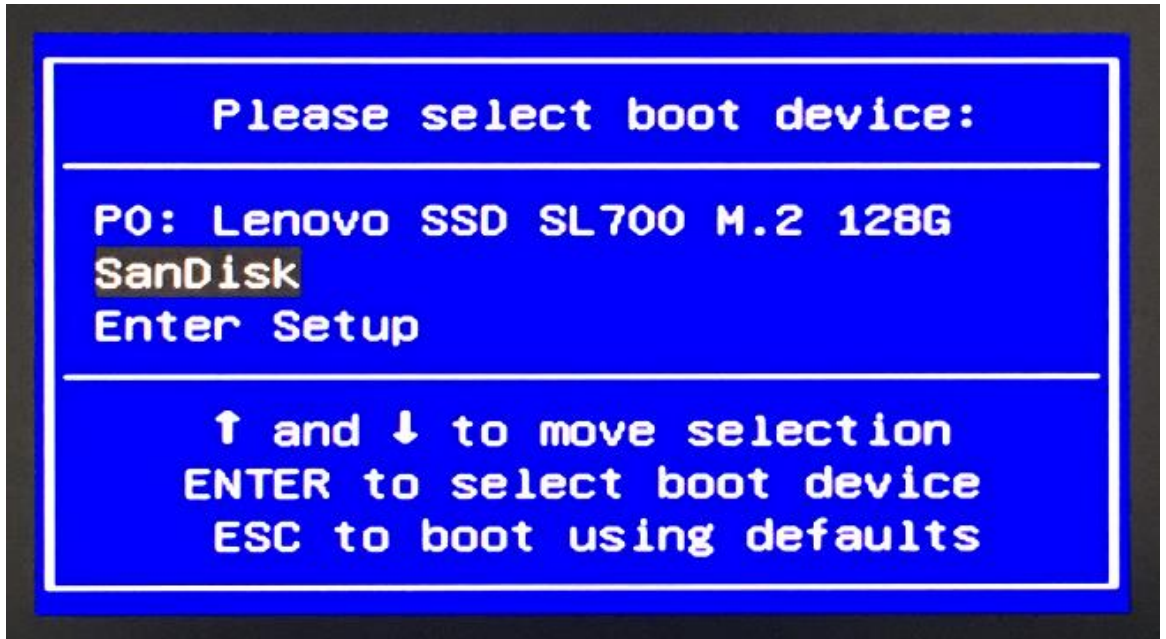 Please select boot device:
P0: Lenovo SSD SL700 M.2 128G
SanDisk
Enter Setup
↑ and ↓ to move selection
ENTER to select boot device
ESC to boot using defaults